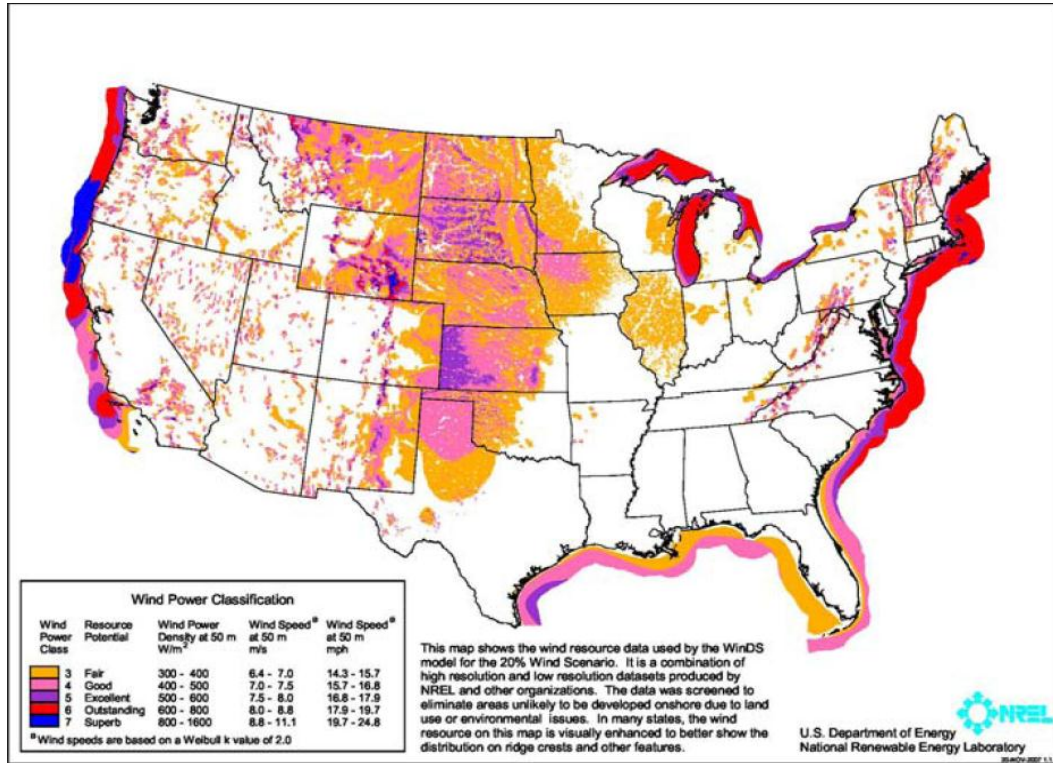 Wind Power Classification
Wind Power Class Resource Potential Wind Power Density at 50 m W/m² Wind Speed a at 50 m m/s Wind Speed a at 50 m mph
3 Fair 300 - 400 6.4 - 7.0 14.3 - 15.7
4 Good 400 - 500 7.0 - 7.5 15.7 - 16.8
5 Excellent 500 - 600 7.5 - 8.0 16.8 - 17.9
6 Outstanding 600 - 800 8.0 - 8.8 17.9 - 19.7
7 Superb 800 - 1600 8.8 - 11.1 19.7 - 24.8
a Wind speeds are based on a Weibull k value of 2.0
This map shows the wind resource data used by the WinDS
model for the 20% Wind Scenario. It is a combination of
high resolution and low resolution datasets produced by
NREL and other organizations. The data was screened to
eliminate areas unlikely to be developed onshore due to land
use or environmental issues. In many states, the wind
resource on this map is visually enhanced to better show the
distribution on ridge crests and other features.
NREL
U.S. Department of Energy
National Renewable Energy Laboratory